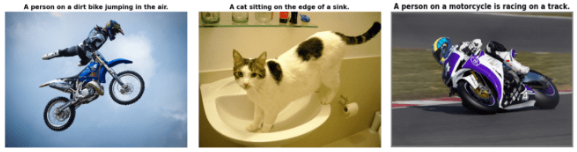 A person on a dirt bike jumping in the air.
A cat sitting on the edge of a sink.
A person on a motorcycle is racing on a track.